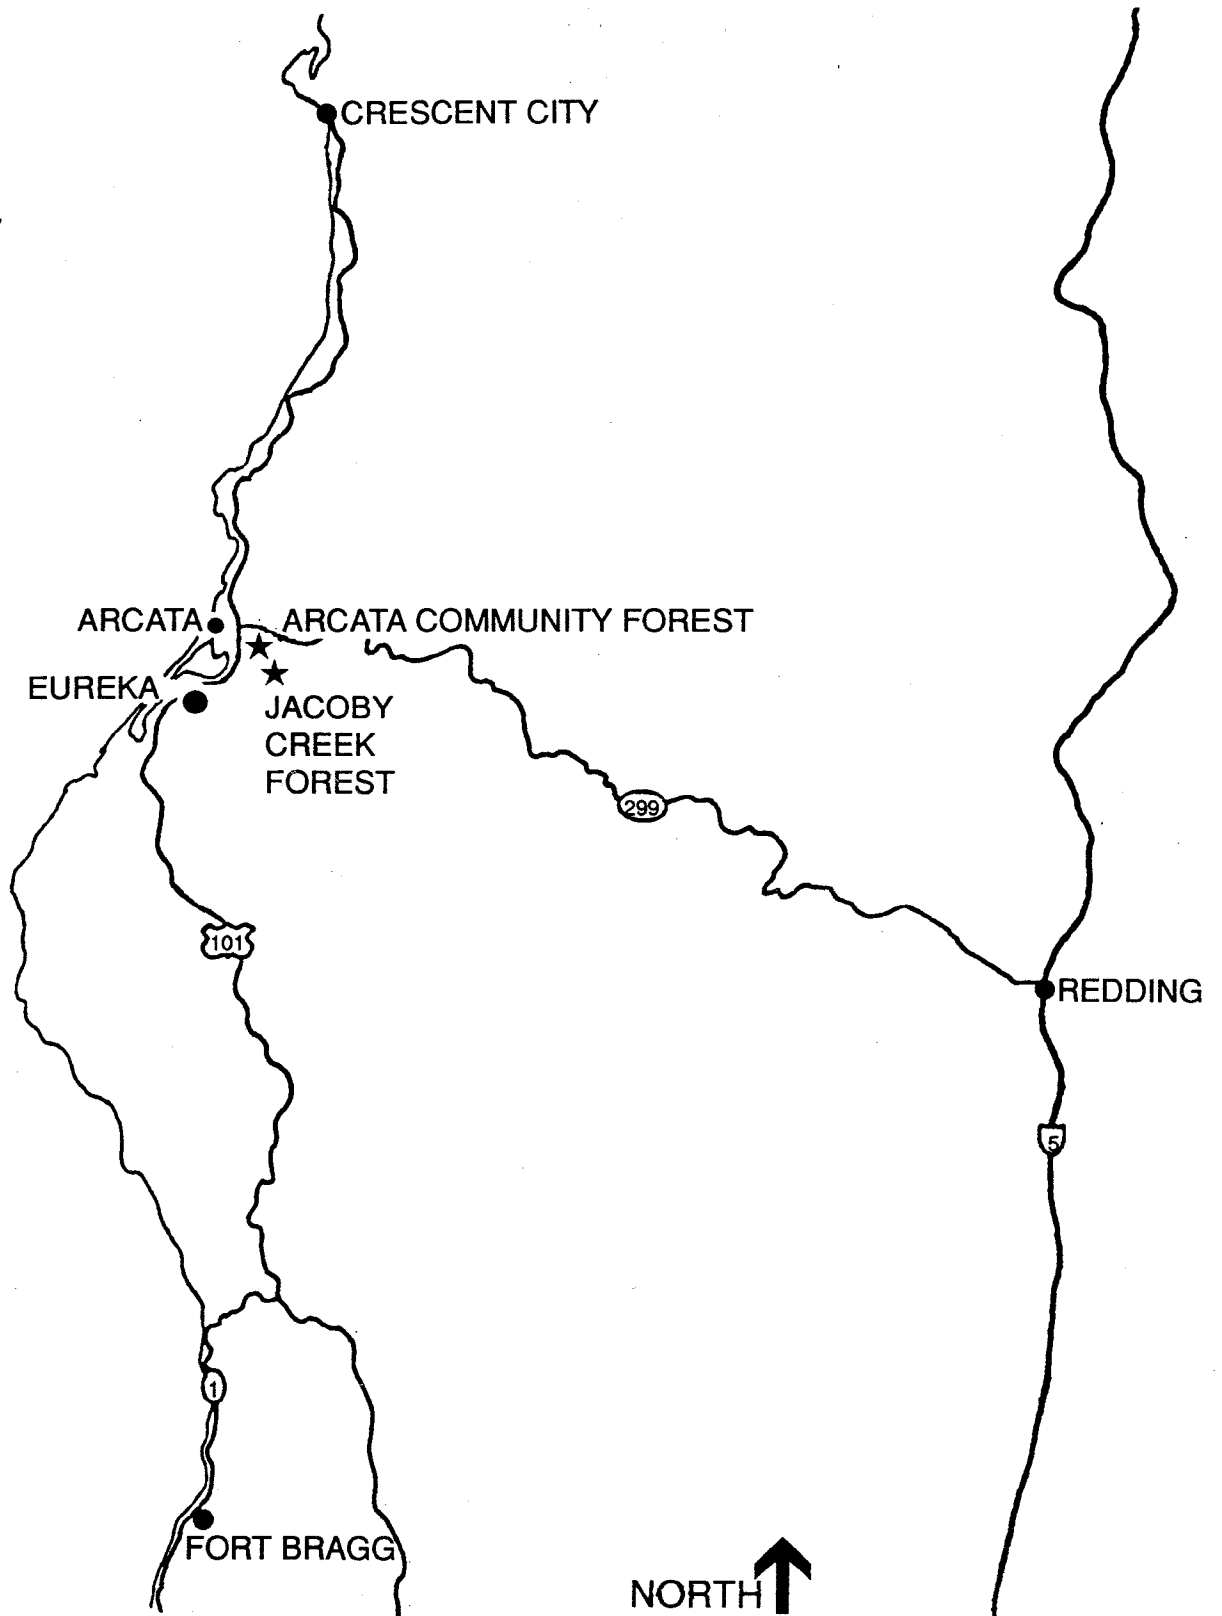 CRESCENT CITY
ARCATA
ARCATA COMMUNITY FOREST
EUREKA
JACOBY
CREEK
FOREST
299
101
REDDING
5
1
FORT BRAGG
NORTH